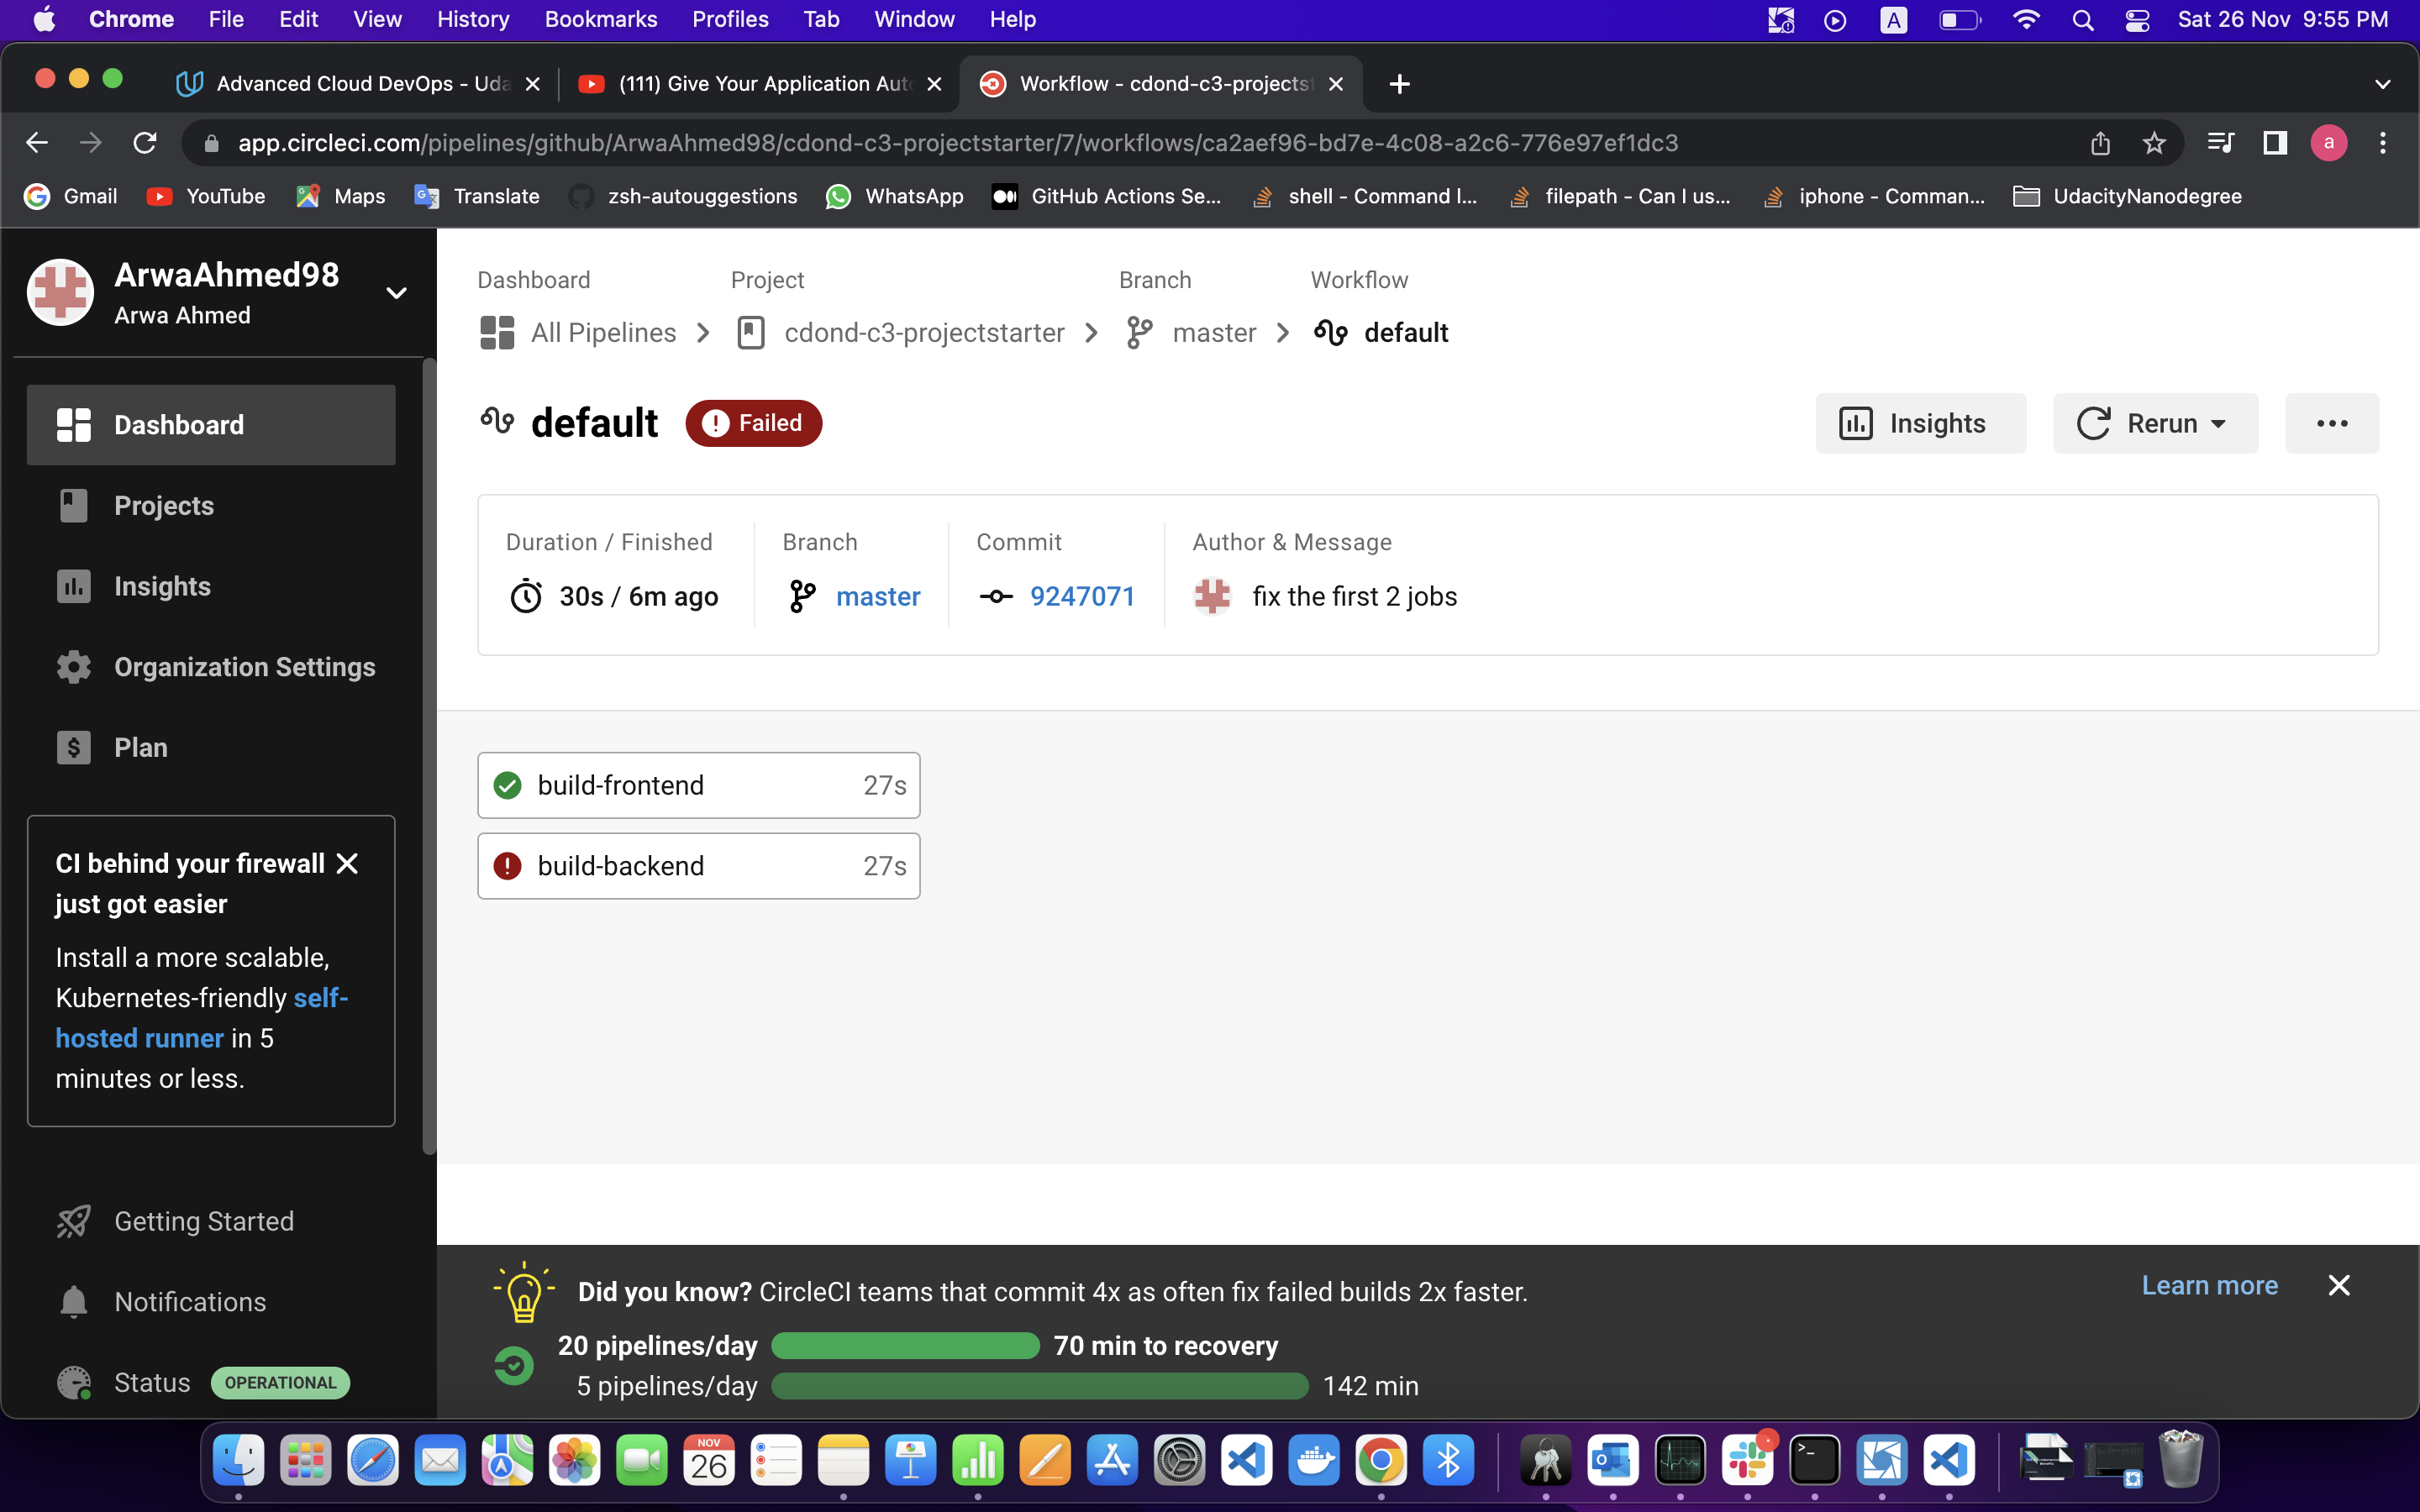 Chrome File Edit View History Bookmarks Profiles Tab Window Help A Sat 26 Nov 9:55 PM
Advanced Cloud DevOps - Uda (111) Give Your Application Aut Workflow - cdond-c3-projectst
app.circleci.com/pipelines/github/ArwaAhmed98/cdond-c3-projectstarter/7/workflows/ca2aef96-bd7e-4c08-a2c6-776e97ef1dc3 a
Gmail YouTube Maps Translate zsh-autouggestions WhatsApp GitHub Actions Se... shell - Command l... filepath - Can I us... iphone - Comman... UdacityNanodegree
ArwaAhmed98
Arwa Ahmed
Dashboard
Projects
Insights
Organization Settings
Plan
CI behind your firewall
just got easier
Install a more scalable,
Kubernetes-friendly self-
hosted runner in 5
minutes or less.
Getting Started
Notifications
Status OPERATIONAL
Dashboard Project Branch Workflow
All Pipelines cdond-c3-projectstarter master default
default Failed Insights Rerun
Duration / Finished Branch Commit Author & Message
30s / 6m ago master 9247071 fix the first 2 jobs
build-frontend 27s
build-backend 27s
Did you know? CircleCI teams that commit 4x as often fix failed builds 2x faster. Learn more
20 pipelines/day 70 min to recovery
5 pipelines/day 142 min
NOV
26